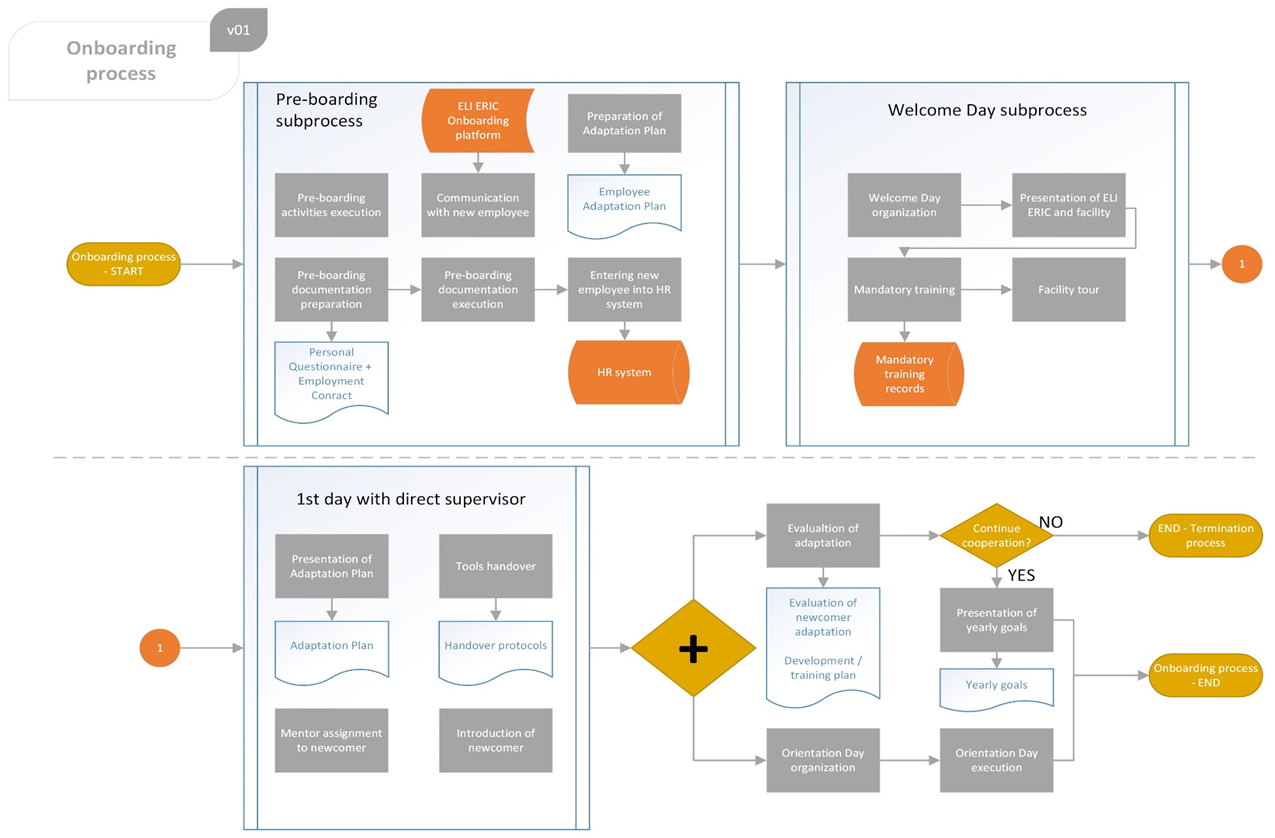 Onboarding
process
v01
Pre-boarding
subprocess
ELI ERIC
Onboarding
platform
Preparation of
Adaptation Plan
Pre-boarding
activities execution
Communication
with new employee
Employee
Adaptation Plan
Onboarding process
- START
Pre-boarding
documentation
preparation
Pre-boarding
documentation
execution
Entering new
employee into HR
system
Personal
Questionnaire +
Employment
Conract
HR system
Welcome Day subprocess
Welcome Day
organization
Presentation of ELI
ERIC and facility
Mandatory training
Facility tour
Mandatory
training
records
1
1st day with direct supervisor
Presentation of
Adaptation Plan
Tools handover
1
Adaptation Plan
Handover protocols
Mentor assignment
to newcomer
Introduction of
newcomer
Evalualtion of
adaptation
Continue
cooperation?
NO
END - Termination
process
YES
Evaluation of
newcomer
adaptation
Development /
training plan
Presentation of
yearly goals
Yearly goals
Onboarding process
- END
Orientation Day
organization
Orientation Day
execution